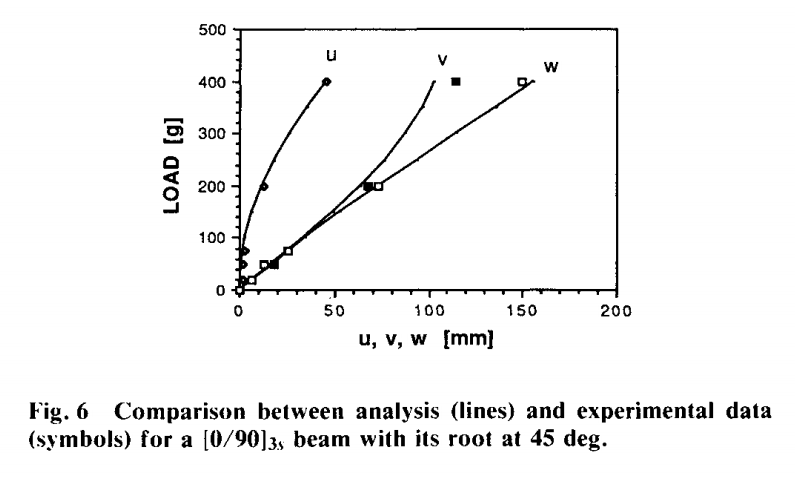 500
400
300
200
100
0
u
v
w
LOAD [g]
0
50
100
150
200
u, v, w [mm]
Fig. 6 Comparison between analysis (lines) and experimental data
(symbols) for a [0/90]3s beam with its root at 45 deg.